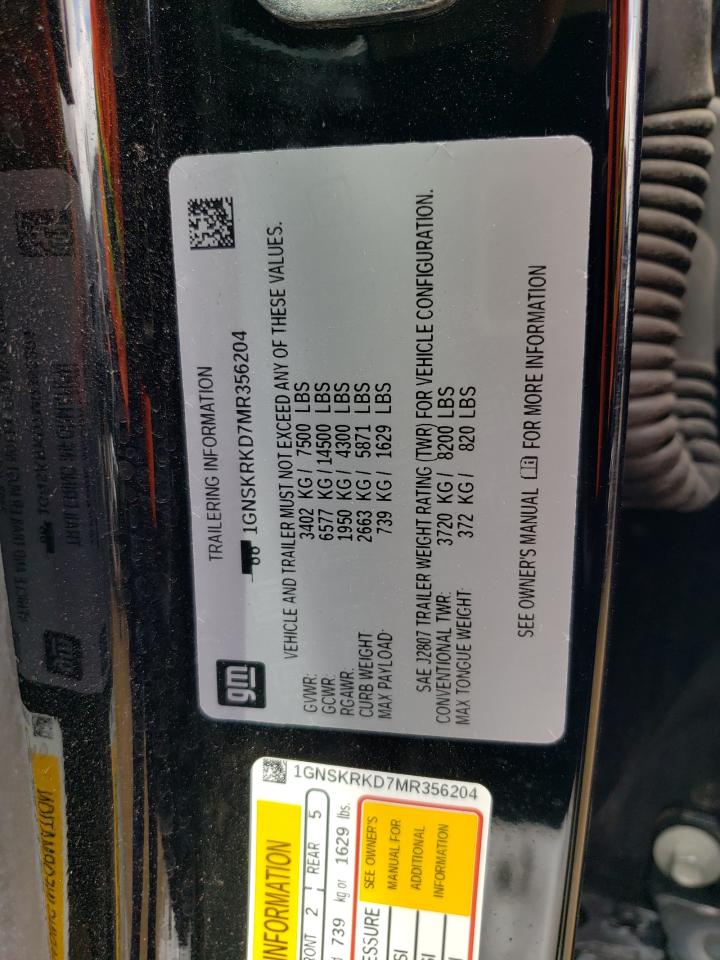 gm
TRAILERING INFORMATION
1GNSKRKD7MR356204
VEHICLE AND TRAILER MUST NOT EXCEED ANY OF THESE VALUES.
GVWR: 3402 KG / 7500 LBS
GCWR: 6577 KG / 14500 LBS
RGAWR: 1950 KG / 4300 LBS
CURB WEIGHT 2663 KG / 5871 LBS
MAX PAYLOAD: 739 KG / 1629 LBS
SAE J2807 TRAILER WEIGHT RATING (TWR) FOR VEHICLE CONFIGURATION.
CONVENTIONAL TWR: 3720 KG / 8200 LBS
MAX TONGUE WEIGHT: 372 KG / 820 LBS
SEE OWNER'S MANUAL FOR MORE INFORMATION
1GNSKRKD7MR356204
INFORMATION
2 REAR 5
739 kg or 1629 lbs.
SEE OWNER'S
MANUAL FOR
ADDITIONAL
INFORMATION